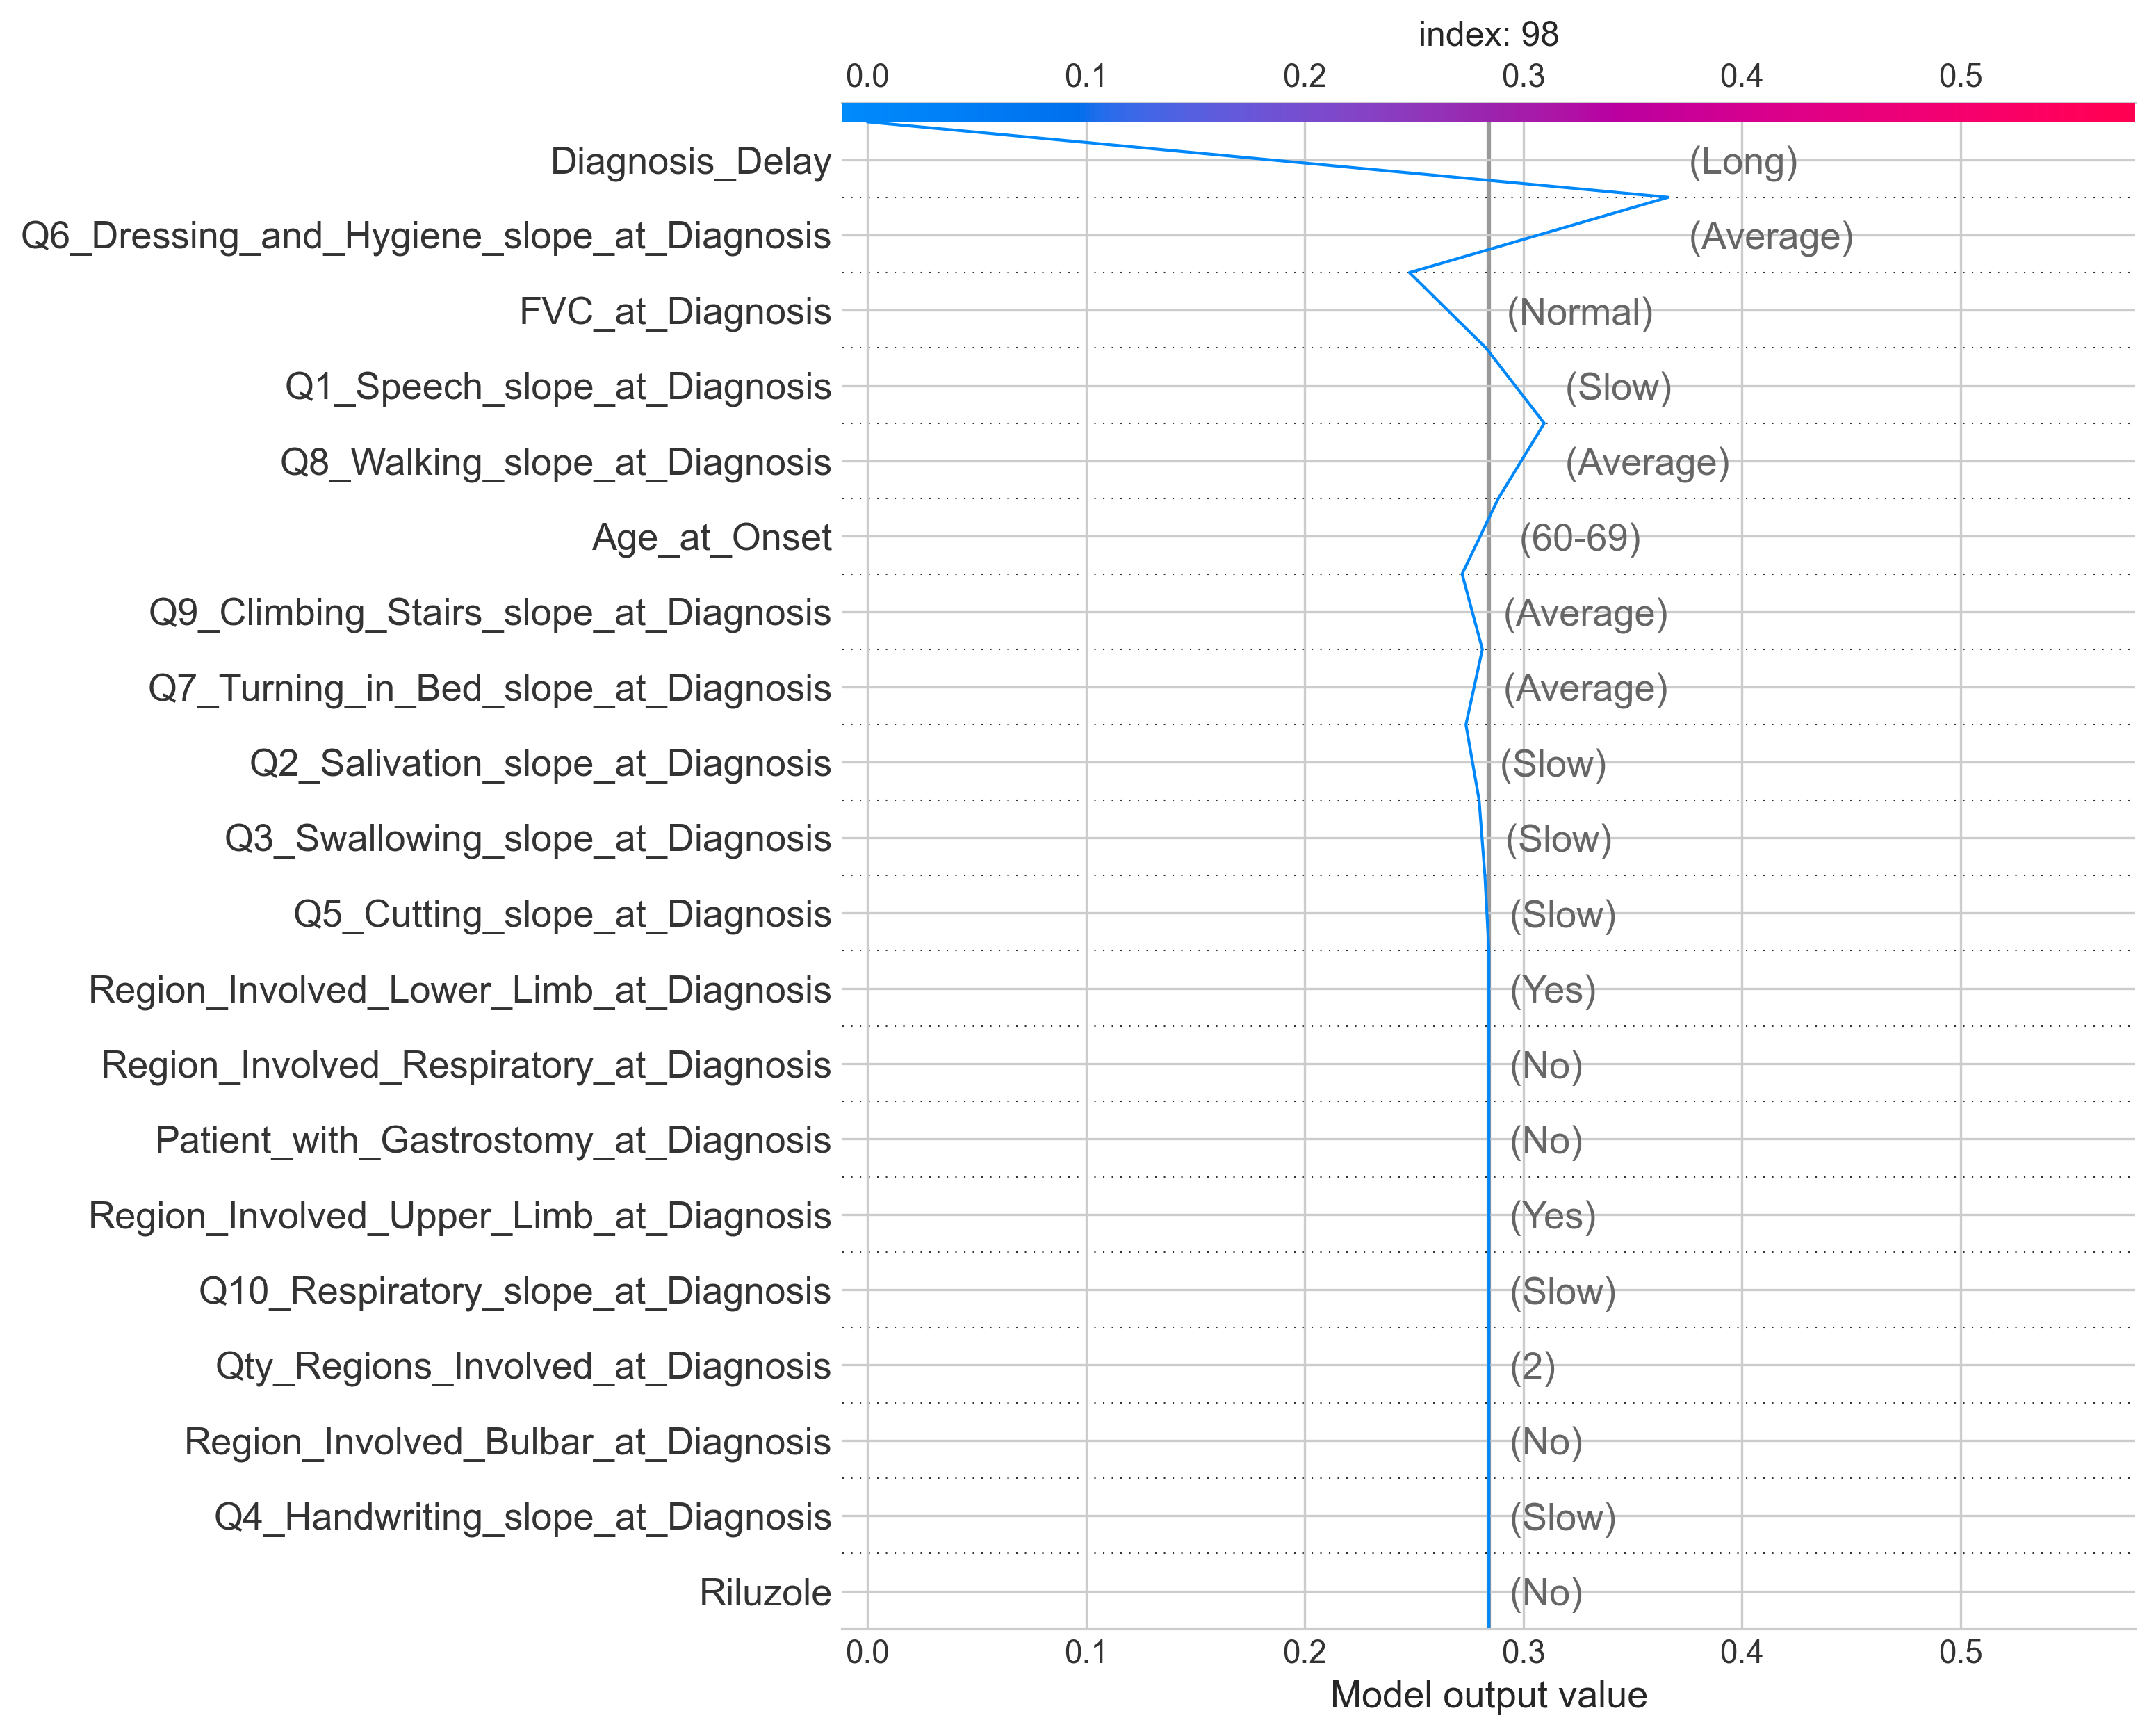 index: 98
0.0 0.1 0.2 0.3 0.4 0.5
Diagnosis_Delay (Long)
Q6_Dressing_and_Hygiene_slope_at_Diagnosis (Average)
FVC_at_Diagnosis (Normal)
Q1_Speech_slope_at_Diagnosis (Slow)
Q8_Walking_slope_at_Diagnosis (Average)
Age_at_Onset (60-69)
Q9_Climbing_Stairs_slope_at_Diagnosis (Average)
Q7_Turning_in_Bed_slope_at_Diagnosis (Average)
Q2_Salivation_slope_at_Diagnosis (Slow)
Q3_Swallowing_slope_at_Diagnosis (Slow)
Q5_Cutting_slope_at_Diagnosis (Slow)
Region_Involved_Lower_Limb_at_Diagnosis (Yes)
Region_Involved_Respiratory_at_Diagnosis (No)
Patient_with_Gastrostomy_at_Diagnosis (No)
Region_Involved_Upper_Limb_at_Diagnosis (Yes)
Q10_Respiratory_slope_at_Diagnosis (Slow)
Qty_Regions_Involved_at_Diagnosis (2)
Region_Involved_Bulbar_at_Diagnosis (No)
Q4_Handwriting_slope_at_Diagnosis (Slow)
Riluzole (No)
0.0 0.1 0.2 0.3 0.4 0.5
Model output value